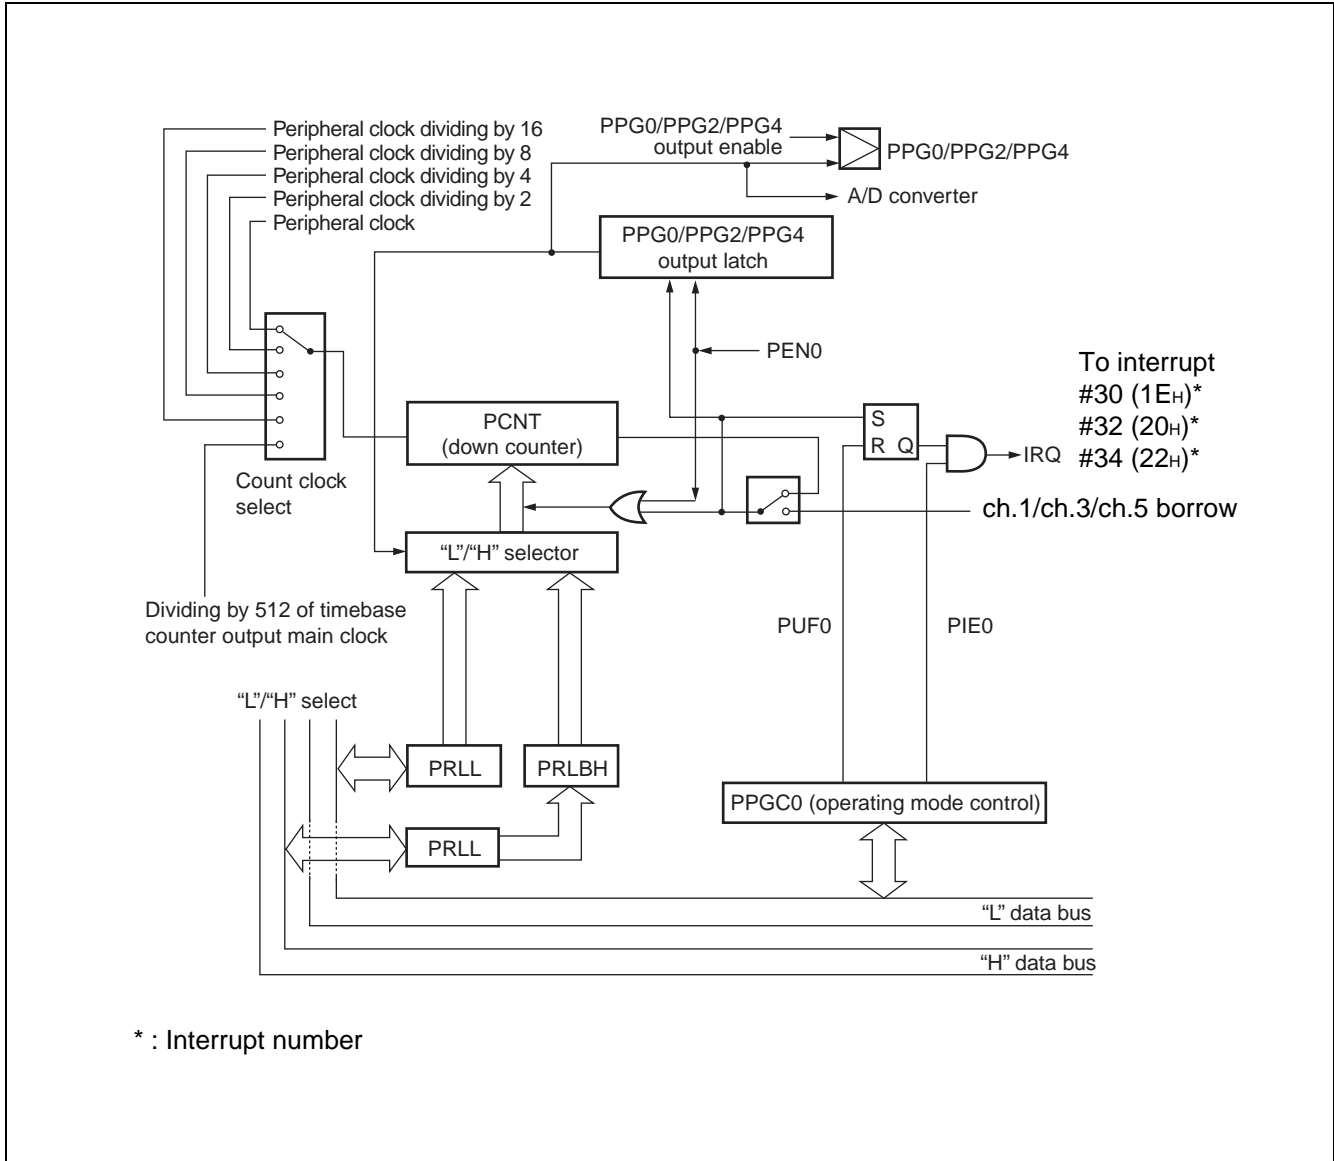 Peripheral clock dividing by 16
Peripheral clock dividing by 8
Peripheral clock dividing by 4
Peripheral clock dividing by 2
Peripheral clock
PPG0/PPG2/PPG4
output enable
PPG0/PPG2/PPG4
A/D converter
PPG0/PPG2/PPG4
output latch
PEN0
To interrupt
#30 (1EH)*
#32 (20H)*
#34 (22H)*
S
R Q
IRQ
PCNT
(down counter)
Count clock
select
ch.1/ch.3/ch.5 borrow
“L”/“H” selector
Dividing by 512 of timebase
counter output main clock
PUF0
PIE0
“L”/“H” select
PRLL
PRLBH
PPGC0 (operating mode control)
PRLL
“L” data bus
“H” data bus
* : Interrupt number